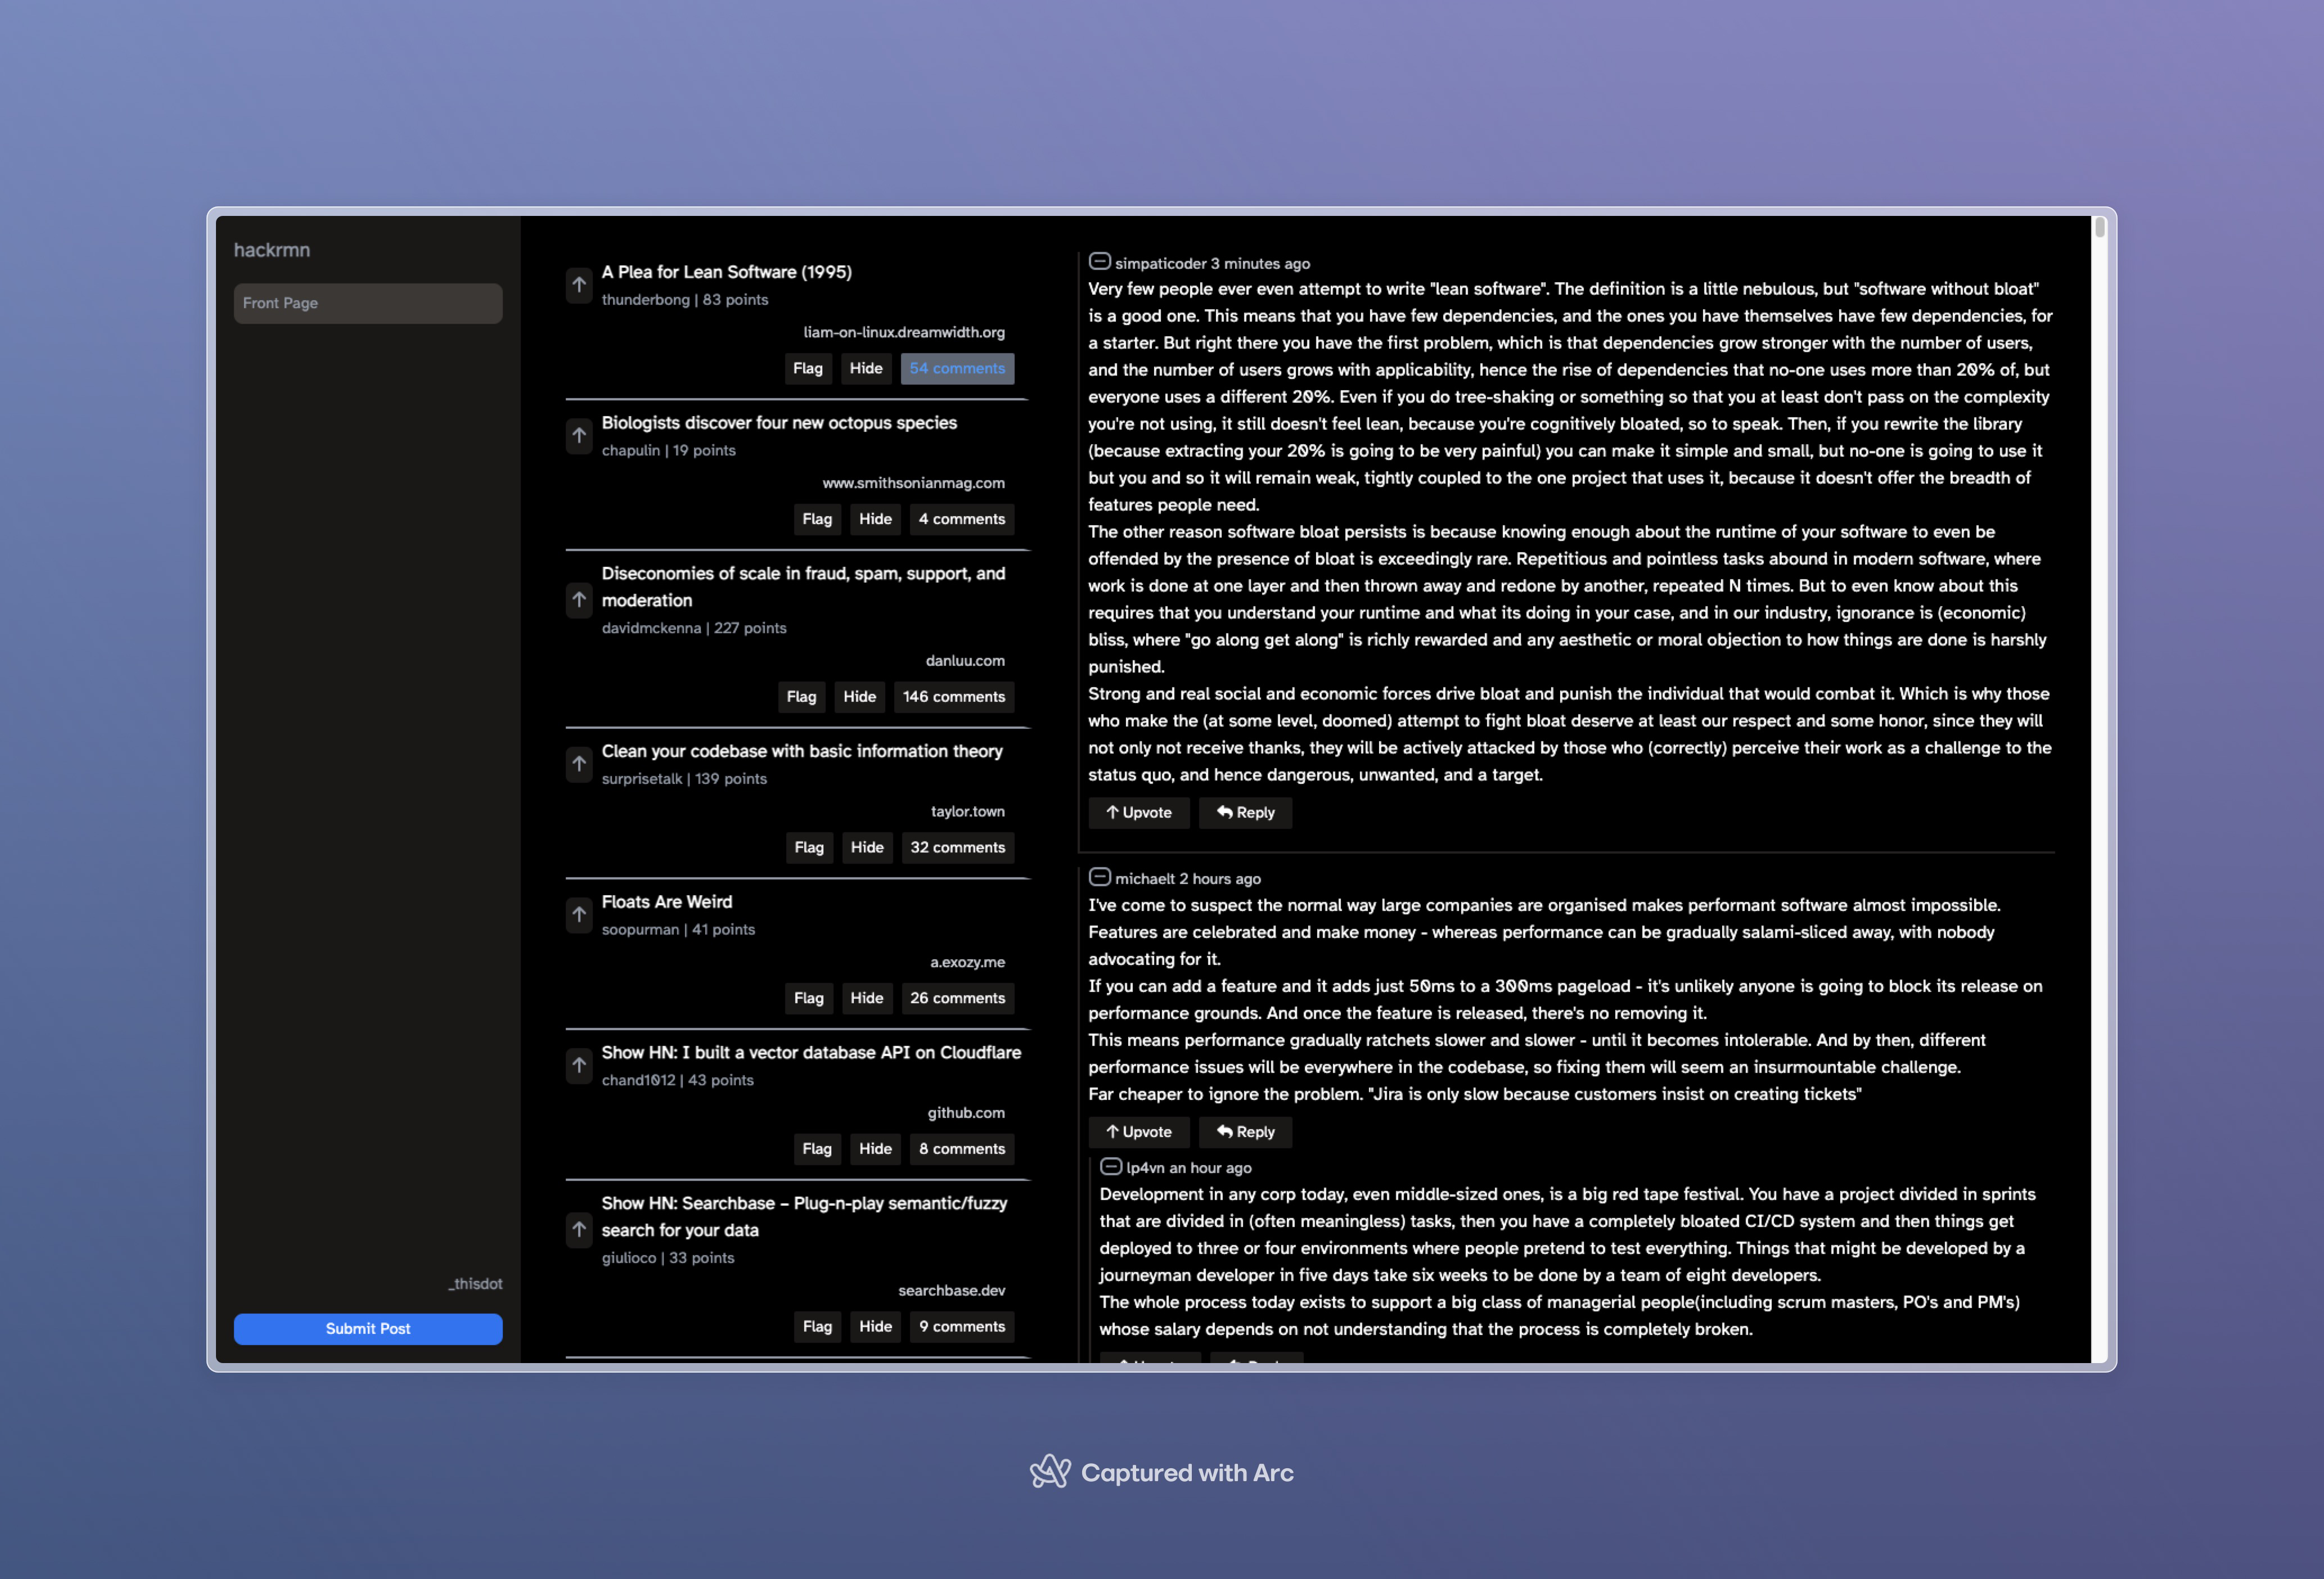 hackrmn
Front Page
_thisdot
Submit Post
A Plea for Lean Software (1995)
thunderbong | 83 points
liam-on-linux.dreamwidth.org
Flag Hide 54 comments
Biologists discover four new octopus species
chapulin | 19 points
www.smithsonianmag.com
Flag Hide 4 comments
Diseconomies of scale in fraud, spam, support, and
moderation
davidmckenna | 227 points
danluu.com
Flag Hide 146 comments
Clean your codebase with basic information theory
surprisetalk | 139 points
taylor.town
Flag Hide 32 comments
Floats Are Weird
soopurman | 41 points
a.exozy.me
Flag Hide 26 comments
Show HN: I built a vector database API on Cloudflare
chand1012 | 43 points
github.com
Flag Hide 8 comments
Show HN: Searchbase – Plug-n-play semantic/fuzzy
search for your data
giulioco | 33 points
searchbase.dev
Flag Hide 9 comments
simpaticoder 3 minutes ago
Very few people ever even attempt to write "lean software". The definition is a little nebulous, but "software without bloat"
is a good one. This means that you have few dependencies, and the ones you have themselves have few dependencies, for
a starter. But right there you have the first problem, which is that dependencies grow stronger with the number of users,
and the number of users grows with applicability, hence the rise of dependencies that no-one uses more than 20% of, but
everyone uses a different 20%. Even if you do tree-shaking or something so that you at least don't pass on the complexity
you're not using, it still doesn't feel lean, because you're cognitively bloated, so to speak. Then, if you rewrite the library
(because extracting your 20% is going to be very painful) you can make it simple and small, but no-one is going to use it
but you and so it will remain weak, tightly coupled to the one project that uses it, because it doesn't offer the breadth of
features people need.
The other reason software bloat persists is because knowing enough about the runtime of your software to even be
offended by the presence of bloat is exceedingly rare. Repetitious and pointless tasks abound in modern software, where
work is done at one layer and then thrown away and redone by another, repeated N times. But to even know about this
requires that you understand your runtime and what its doing in your case, and in our industry, ignorance is (economic)
bliss, where "go along get along" is richly rewarded and any aesthetic or moral objection to how things are done is harshly
punished.
Strong and real social and economic forces drive bloat and punish the individual that would combat it. Which is why those
who make the (at some level, doomed) attempt to fight bloat deserve at least our respect and some honor, since they will
not only not receive thanks, they will be actively attacked by those who (correctly) perceive their work as a challenge to the
status quo, and hence dangerous, unwanted, and a target.
Upvote Reply
michaelt 2 hours ago
I've come to suspect the normal way large companies are organised makes performant software almost impossible.
Features are celebrated and make money - whereas performance can be gradually salami-sliced away, with nobody
advocating for it.
If you can add a feature and it adds just 50ms to a 300ms pageload - it's unlikely anyone is going to block its release on
performance grounds. And once the feature is released, there's no removing it.
This means performance gradually ratchets slower and slower - until it becomes intolerable. And by then, different
performance issues will be everywhere in the codebase, so fixing them will seem an insurmountable challenge.
Far cheaper to ignore the problem. "Jira is only slow because customers insist on creating tickets"
Upvote Reply
lp4vn an hour ago
Development in any corp today, even middle-sized ones, is a big red tape festival. You have a project divided in sprints
that are divided in (often meaningless) tasks, then you have a completely bloated CI/CD system and then things get
deployed to three or four environments where people pretend to test everything. Things that might be developed by a
journeyman developer in five days take six weeks to be done by a team of eight developers.
The whole process today exists to support a big class of managerial people(including scrum masters, PO's and PM's)
whose salary depends on not understanding that the process is completely broken.
Captured with Arc